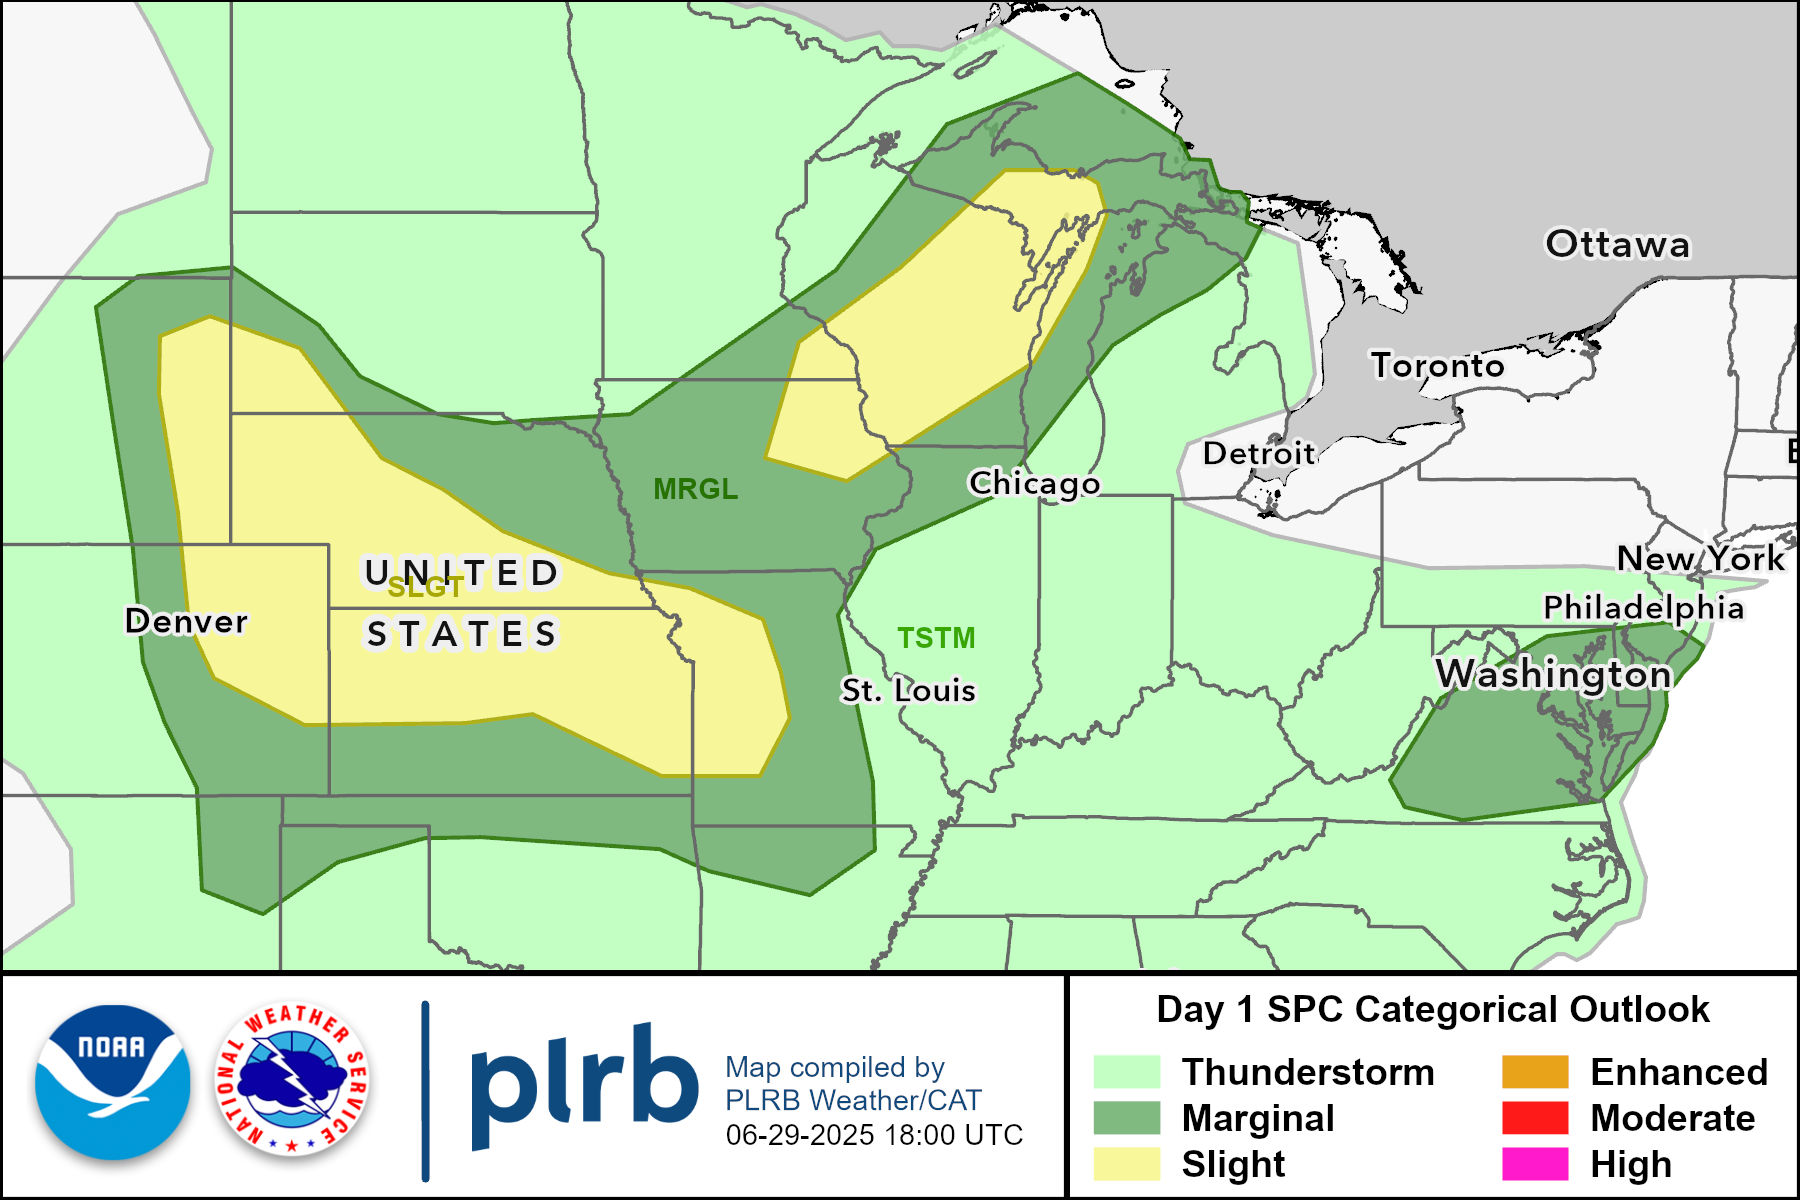 Ottawa
Toronto
Detroit
Chicago
MRGL
New York
UNITED
SLGT
Philadelphia
Denver
STATES
TSTM
Washington
St. Louis
NOAA
NATIONAL WEATHER SERVICE
plrb
Map compiled by
PLRB Weather/CAT
06-29-2025 18:00 UTC
Day 1 SPC Categorical Outlook
Thunderstorm
Marginal
Slight
Enhanced
Moderate
High